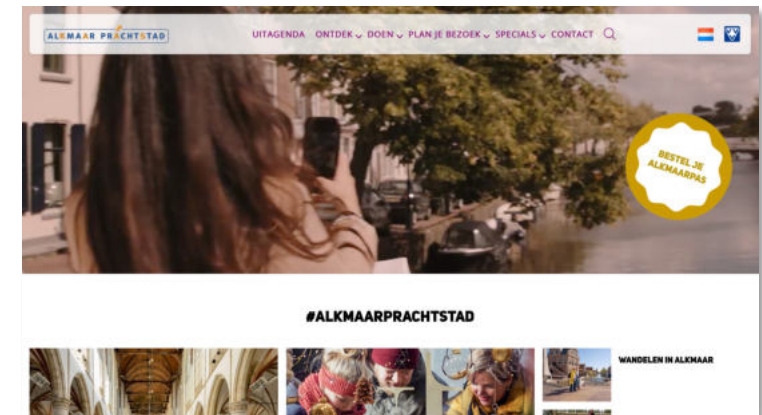 ALKMAAR PRACHTSTAD
UITAGENDA ONTDEK DOEN PLAN JE BEZOEK SPECIALS CONTACT
BESTEL JE
ALKMAARPAS
#ALKMAARPRACHTSTAD
WANDELEN IN ALKMAAR